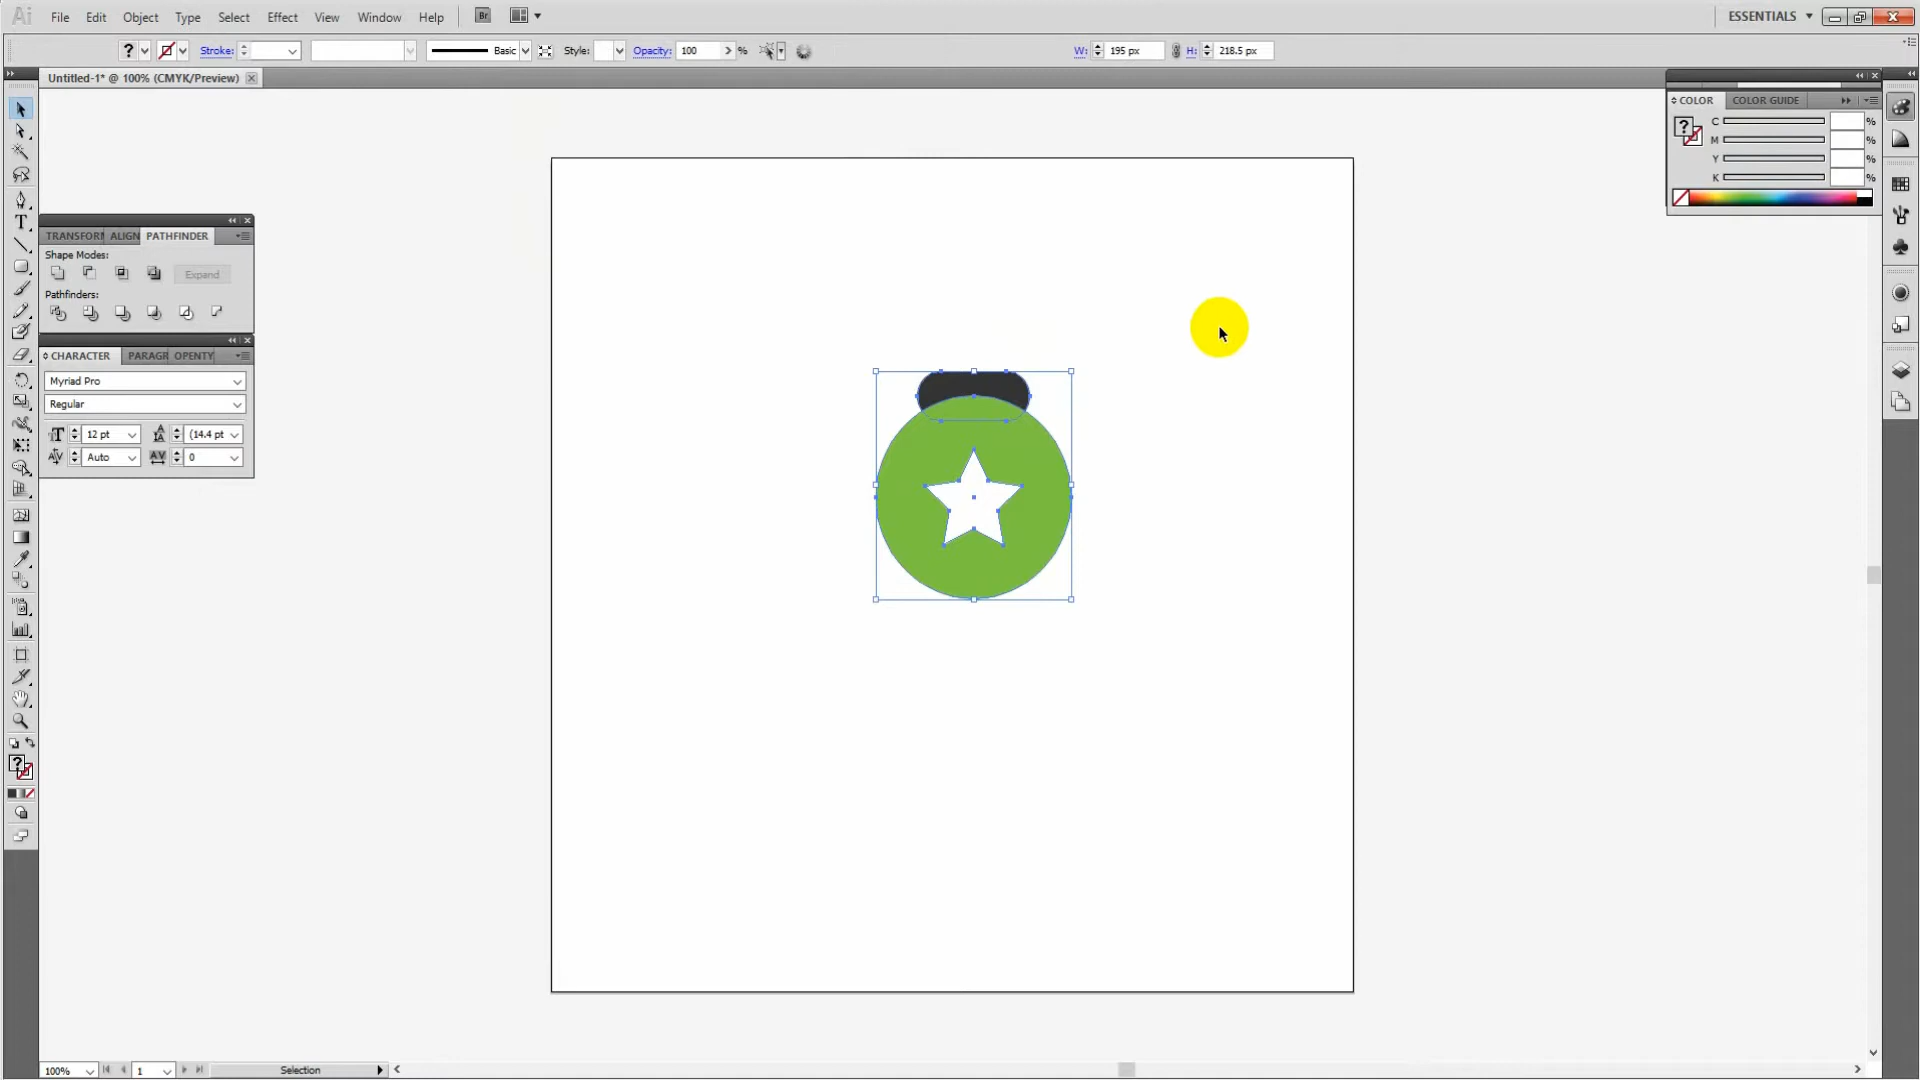 Ai File Edit Object Type Select Effect View Window Help Br ESSENTIALS
? Stroke: Basic Style: Opacity: 100 % W: 195 px H: 218.5 px
Untitled-1* @ 100% (CMYK/Preview)
COLOR COLOR GUIDE
? C %
M %
Y %
K %
TRANSFORM ALIGN PATHFINDER
Shape Modes:
Expand
Pathfinders:
CHARACTER PARAGR OPENTY
Myriad Pro
Regular
12 pt (14.4 pt
Auto 0
?
100% 1 Selection